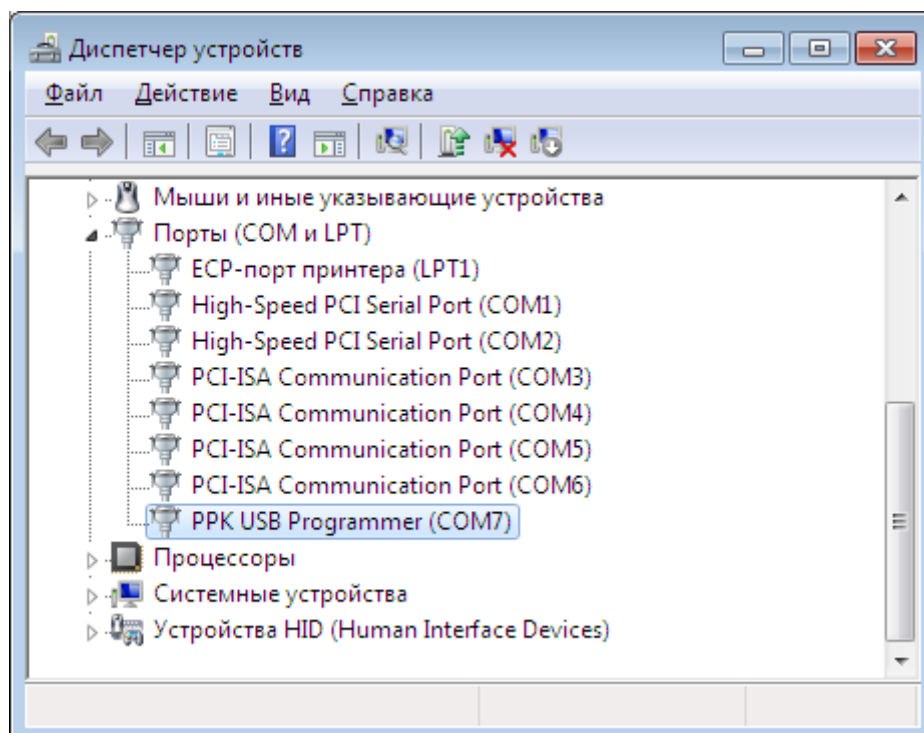 Диспетчер устройств
Файл Действие Вид Справка
Мыши и иные указывающие устройства
Порты (COM и LPT)
ECP-порт принтера (LPT1)
High-Speed PCI Serial Port (COM1)
High-Speed PCI Serial Port (COM2)
PCI-ISA Communication Port (COM3)
PCI-ISA Communication Port (COM4)
PCI-ISA Communication Port (COM5)
PCI-ISA Communication Port (COM6)
PPK USB Programmer (COM7)
Процессоры
Системные устройства
Устройства HID (Human Interface Devices)